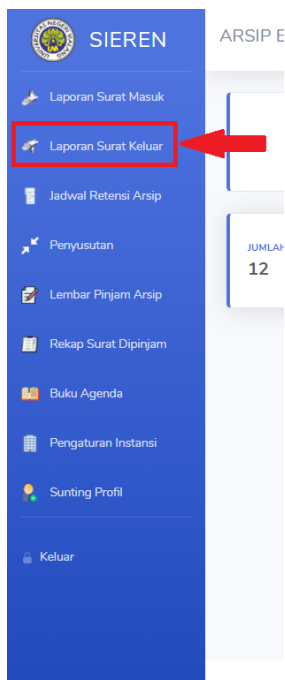 SIEREN
ARSIP E
Laporan Surat Masuk
Laporan Surat Keluar
Jadwal Retensi Arsip
Penyusutan
JUMLAH
12
Lembar Pinjam Arsip
Rekap Surat Dipinjam
Buku Agenda
Pengaturan Instansi
Sunting Profil
Keluar